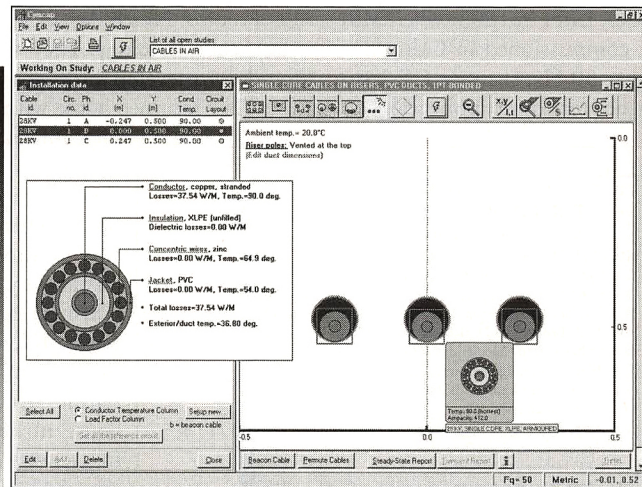 Cymcap
File Edit View Options Window
List of all open studies
CABLES IN AIR
Working On Study: CABLES IN AIR
Installation data
Cable id. Circ. no. Ph. id. X (m) Y (m) Cond Temp. Circuit Layout
28KV 1 A -0.247 0.500 90.00
28KV 1 B 0.000 0.500 90.00
28KV 1 C 0.247 0.500 90.00
Conductor, copper, stranded
Losses=37.54 W/M, Temp.=90.0 deg.
Insulation, XLPE (unfilled)
Dielectric losses=0.00 W/M
Concentric wires, zinc
Losses=0.00 W/M, Temp.=64.9 deg.
Jacket, PVC
Losses=0.00 W/M, Temp.=54.0 deg.
• Total losses=37.54 W/M
• Exterior/duct temp.=36.80 deg.
Select All
Conductor Temperature Column
Load Factor Column
Setup new...
b = beacon cable
Set as the reference circuit
Edit... Delete Close
SINGLE CORE CABLES ON RISERS, PVC DUCTS, 1PT-BONDED
x,y I,t
Ambient temp.= 20.0°C
Riser poles: Vented at the top
(Edit duct dimensions)
0.0
0.5
Temp: 90.0 (hottest)
Ampacity: 412.0
28 KV, SINGLE CORE, XLPE, ARMOURED
-0.5 0.0 0.5
Beacon Cable Permute Cables Steady-State Report Transient Report
Fq= 50 Metric -0.01, 0.52